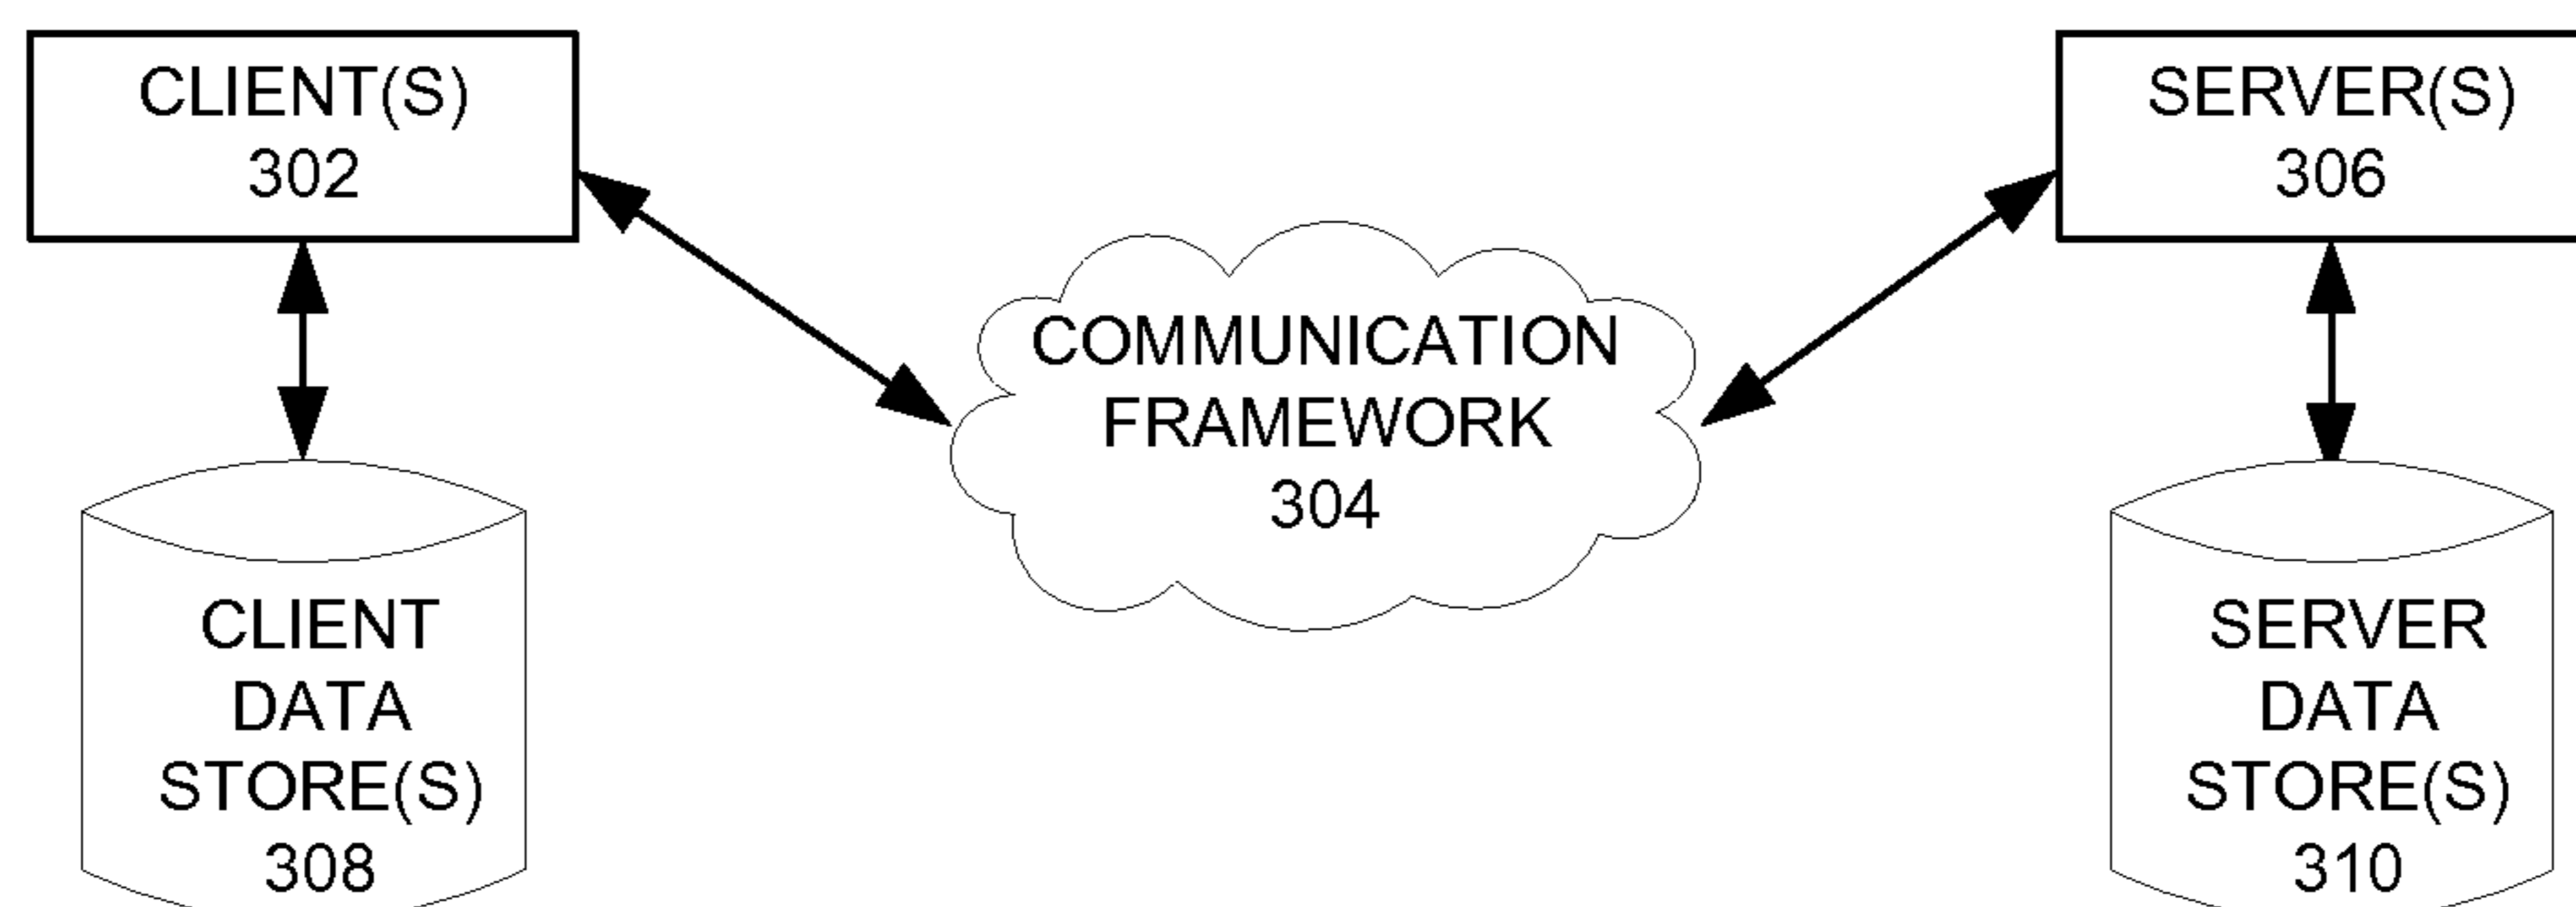 CLIENT(S)
302
SERVER(S)
306
COMMUNICATION
FRAMEWORK
304
CLIENT
DATA
STORE(S)
308
SERVER
DATA
STORE(S)
310